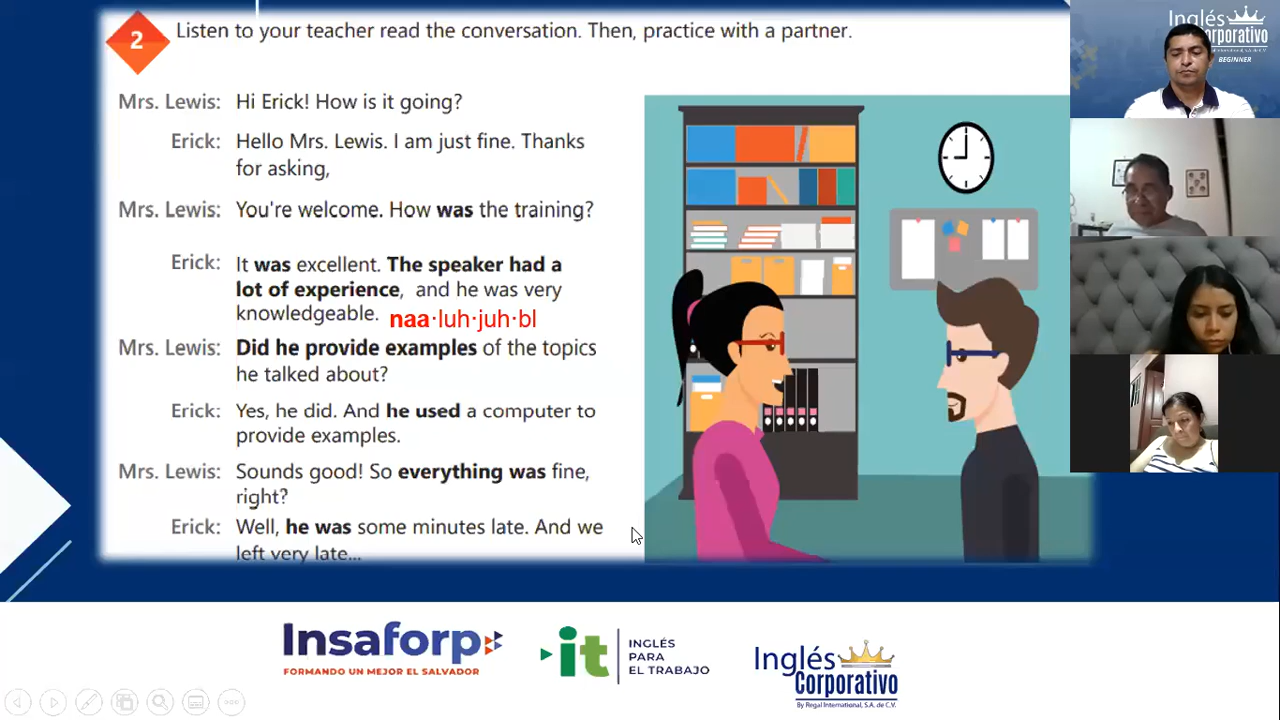 2
Listen to your teacher read the conversation. Then, practice with a partner.
Mrs. Lewis: Hi Erick! How is it going?
Erick: Hello Mrs. Lewis. I am just fine. Thanks
for asking,
Mrs. Lewis: You're welcome. How was the training?
Erick: It was excellent. The speaker had a
lot of experience, and he was very
knowledgeable. naa·luh·juh·bl
Mrs. Lewis: Did he provide examples of the topics
he talked about?
Erick: Yes, he did. And he used a computer to
provide examples.
Mrs. Lewis: Sounds good! So everything was fine,
right?
Erick: Well, he was some minutes late. And we
left very late...
Inglés
Corporativo
By Regal International, S.A. de C.V.
BEGINNER
Insaforp
FORMANDO UN MEJOR EL SALVADOR
it
INGLÉS
PARA
EL TRABAJO
Inglés
Corporativo
By Regal International, S.A. de C.V.